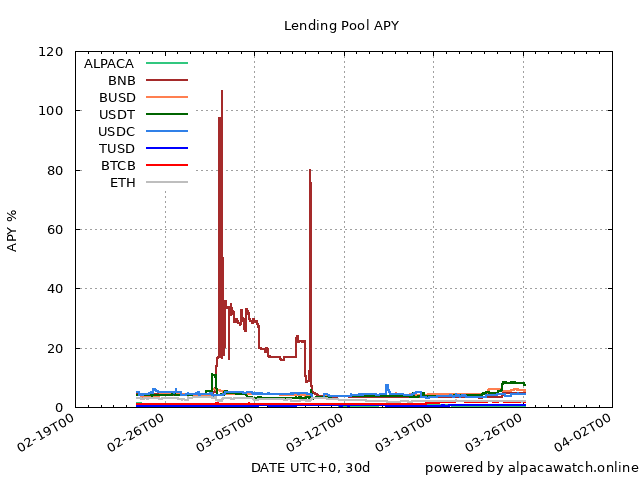 Lending Pool APY
120
100
80
60
40
20
0
APY %
ALPACA
BNB
BUSD
USDT
USDC
TUSD
BTCB
ETH
02-19T00
02-26T00
03-05T00
03-12T00
03-19T00
03-26T00
04-02T00
DATE UTC+0, 30d
powered by alpacawatch.online